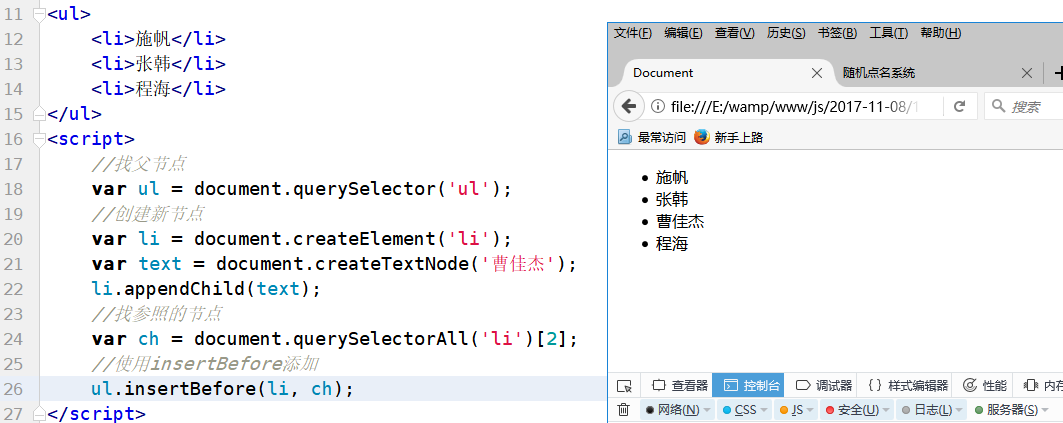 11 <ul>
12 <li>施帆</li>
13 <li>张韩</li>
14 <li>程海</li>
15 </ul>
16 <script>
17 //找父节点
18 var ul = document.querySelector('ul');
19 //创建新节点
20 var li = document.createElement('li');
21 var text = document.createTextNode('曹佳杰');
22 li.appendChild(text);
23 //找参照的节点
24 var ch = document.querySelectorAll('li')[2];
25 //使用insertBefore添加
26 ul.insertBefore(li, ch);
27 </script>
文件(F) 编辑(E) 查看(V) 历史(S) 书签(B) 工具(T) 帮助(H)
Document 随机点名系统
file:///E:/wamp/www/js/2017-11-08/1 搜索
最常访问 新手上路
施帆
张韩
曹佳杰
程海
查看器 控制台 调试器 {} 样式编辑器 性能 内存
网络(N) CSS JS 安全(U) 日志(L) 服务器(S)